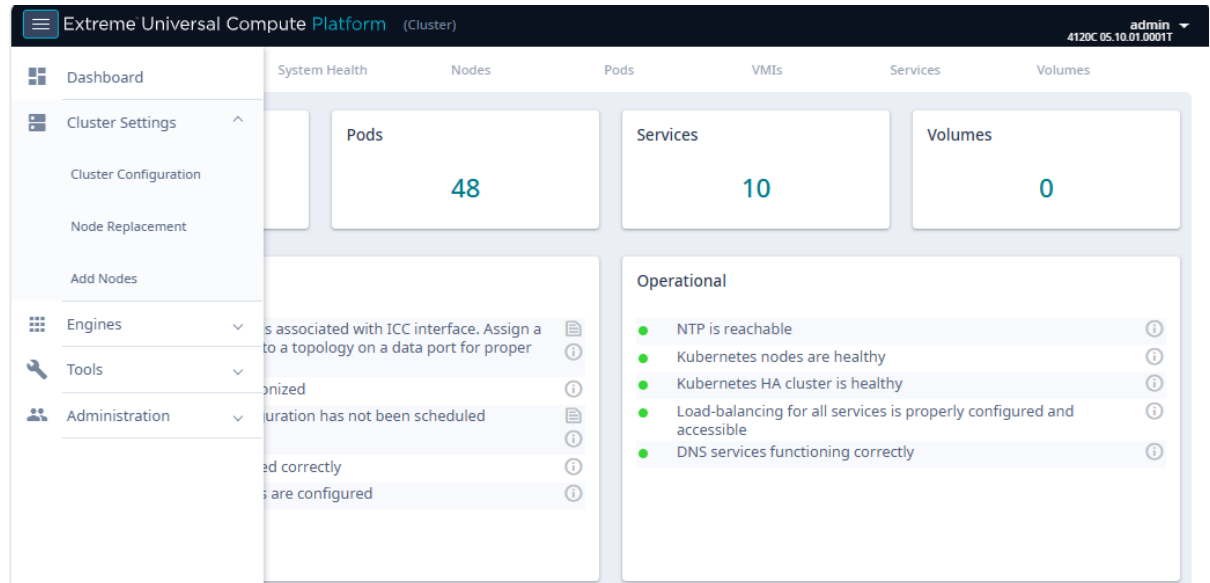 Extreme Universal Compute Platform (Cluster)
admin
4120C 05.10.01.0001T
Dashboard
System Health Nodes Pods VMIs Services Volumes
Cluster Settings
Cluster Configuration
Node Replacement
Add Nodes
Engines
Tools
Administration
Pods
48
Services
10
Volumes
0
s associated with ICC interface. Assign a
to a topology on a data port for proper
onized
uration has not been scheduled
ed correctly
s are configured
Operational
NTP is reachable
Kubernetes nodes are healthy
Kubernetes HA cluster is healthy
Load-balancing for all services is properly configured and
accessible
DNS services functioning correctly